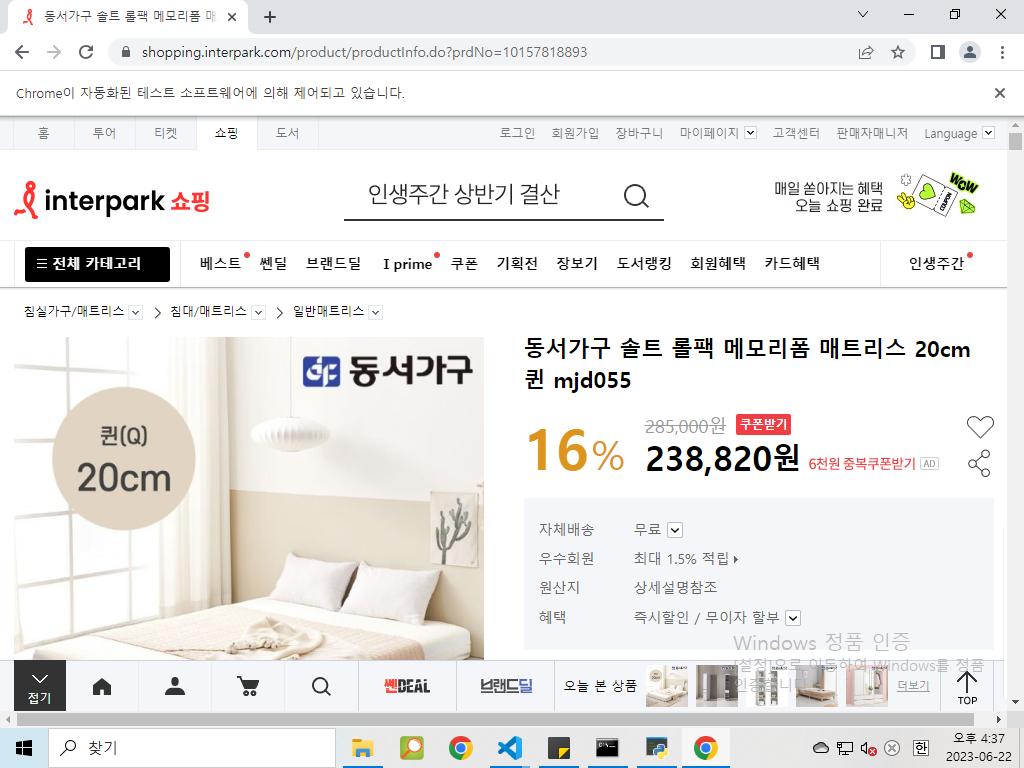 동서가구 솔트 롤팩 메모리폼 매
shopping.interpark.com/product/productInfo.do?prdNo=10157818893
Chrome이 자동화된 테스트 소프트웨어에 의해 제어되고 있습니다.
홈 투어 티켓 쇼핑 도서 로그인 회원가입 장바구니 마이페이지 고객센터 판매자매니저 Language
interpark 쇼핑
인생주간 상반기 결산
매일 쏟아지는 혜택
오늘 쇼핑 완료
WOW
COUPON
전체 카테고리 베스트 쎈딜 브랜드딜 I prime 쿠폰 기획전 장보기 도서랭킹 회원혜택 카드혜택 인생주간
침실가구/매트리스 침대/매트리스 일반매트리스
동서가구
퀸(Q)
20cm
동서가구 솔트 롤팩 메모리폼 매트리스 20cm
퀸 mjd055
16%
285,000원 쿠폰받기
238,820원 6천원 중복쿠폰받기 AD
자체배송 무료
우수회원 최대 1.5% 적립
원산지 상세설명참조
혜택 즉시할인 / 무이자 할부
Windows 정품 인증
[설정]으로 이동하여 Windows를 정품
인증합니다.
접기
쎈DEAL
브랜드딜
오늘 본 상품
더보기
TOP
찾기
한
오후 4:37
2023-06-22